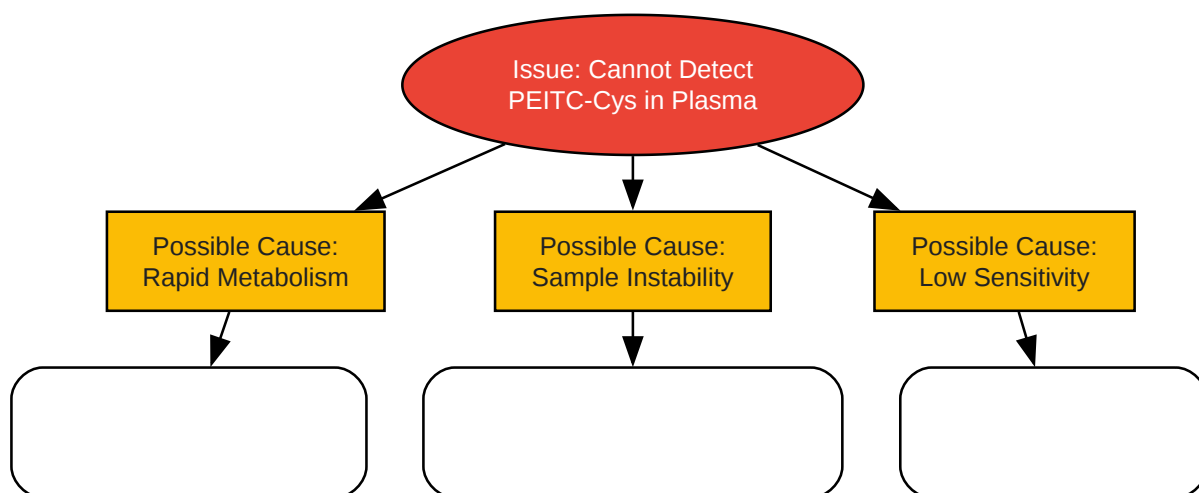 Issue: Cannot Detect
PEITC-Cys in Plasma
Possible Cause:
Rapid Metabolism
Possible Cause:
Sample Instability
Possible Cause:
Low Sensitivity